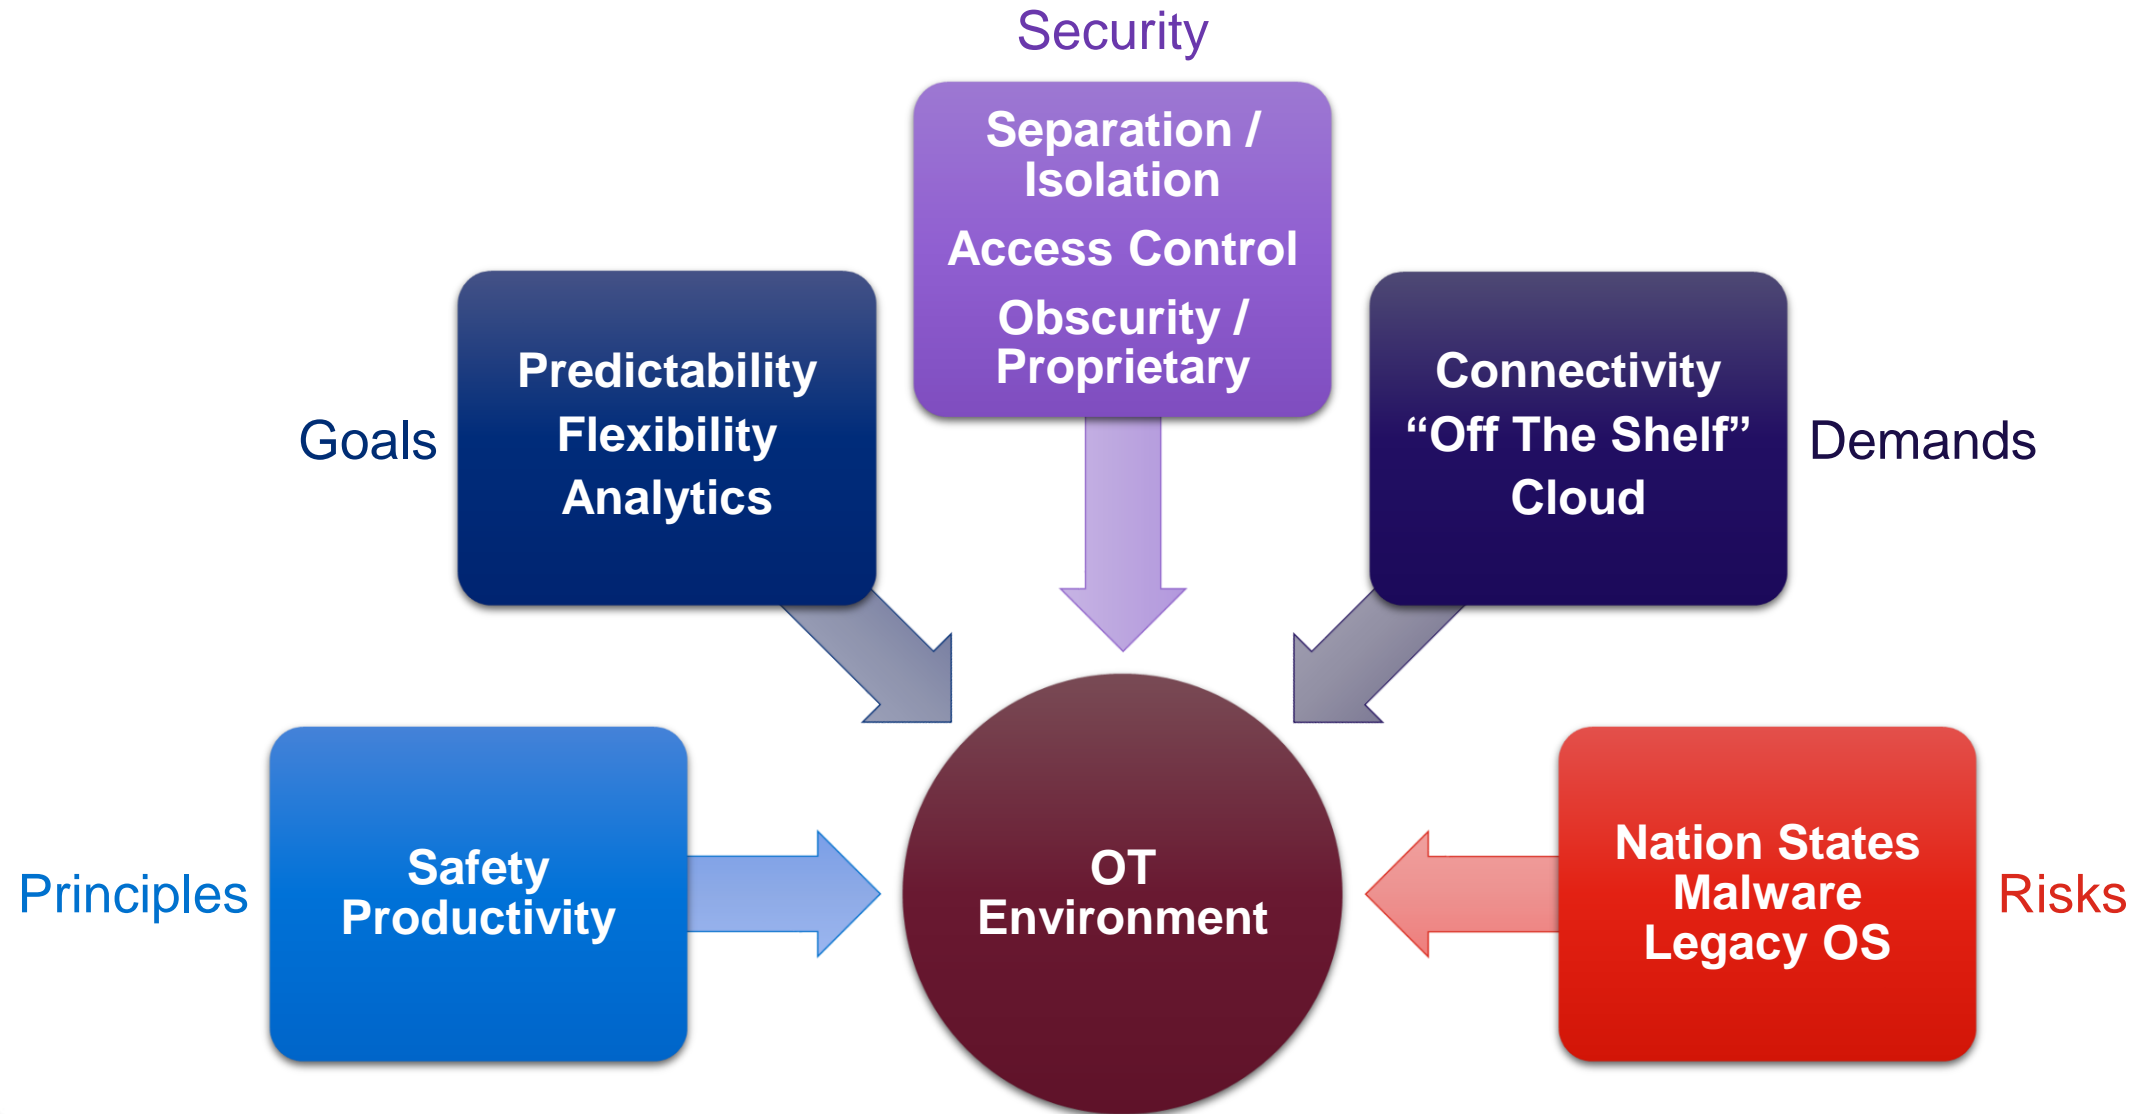 Security
Separation /
Isolation
Access Control
Obscurity /
Proprietary
Goals
Predictability
Flexibility
Analytics
Connectivity
“Off The Shelf”
Cloud
Demands
Principles
Safety
Productivity
OT
Environment
Nation States
Malware
Legacy OS
Risks